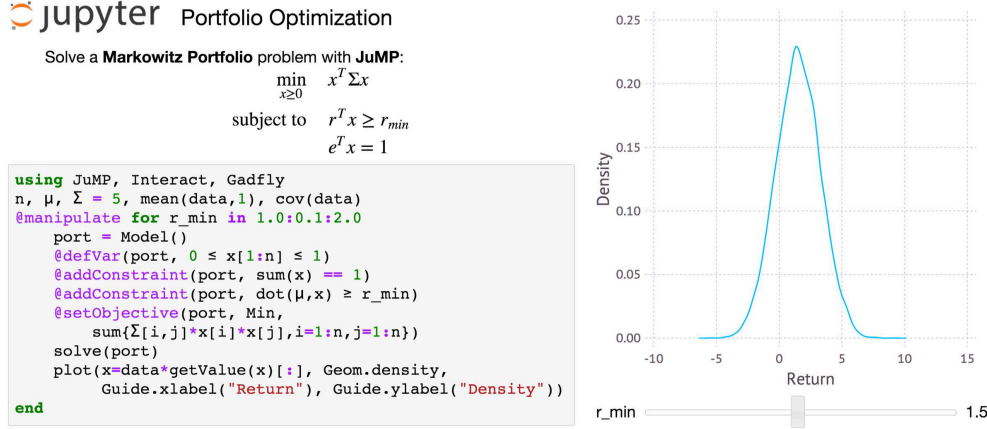 jupyter Portfolio Optimization
Solve a Markowitz Portfolio problem with JuMP:
min x^T Σx
x≥0
subject to r^T x ≥ r_min
e^T x = 1
using JuMP, Interact, Gadfly
n, μ, Σ = 5, mean(data,1), cov(data)
@manipulate for r_min in 1.0:0.1:2.0
    port = Model()
    @defVar(port, 0 ≤ x[1:n] ≤ 1)
    @addConstraint(port, sum(x) == 1)
    @addConstraint(port, dot(μ,x) ≥ r_min)
    @setObjective(port, Min,
        sum{Σ[i,j]*x[i]*x[j],i=1:n,j=1:n})
    solve(port)
    plot(x=data*getValue(x)[:], Geom.density,
         Guide.xlabel("Return"), Guide.ylabel("Density"))
end
0.25
0.20
0.15
0.10
0.05
0.00
Density
-10 -5 0 5 10 15
Return
r_min 1.5